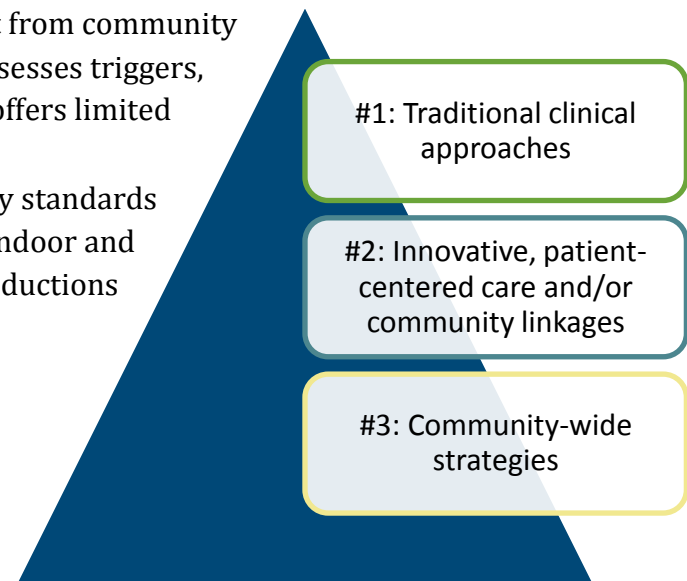 from community
sesses triggers,
offers limited
y standards
ndoor and
ductions
#1: Traditional clinical
approaches
#2: Innovative, patient-
centered care and/or
community linkages
#3: Community-wide
strategies